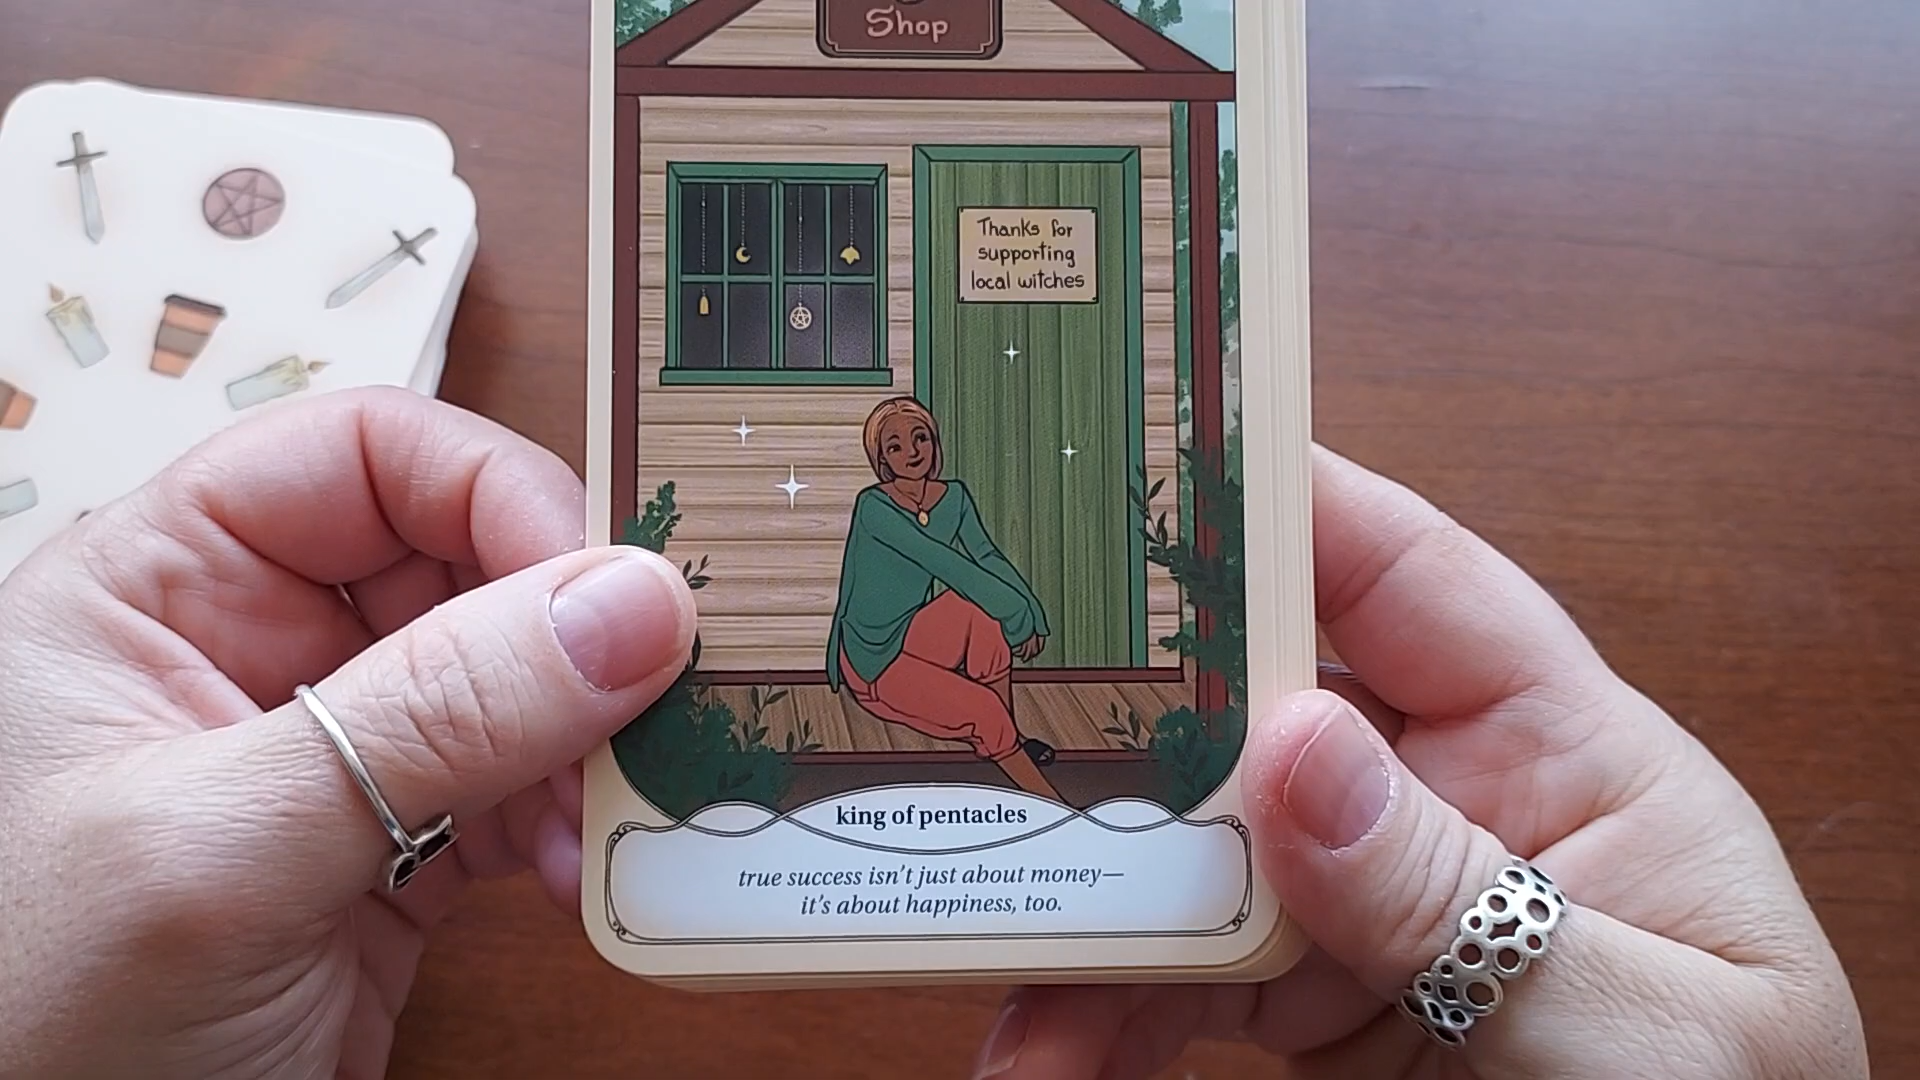 Shop
Thanks for
supporting
local witches
king of pentacles
true success isn't just about money—
it's about happiness, too.